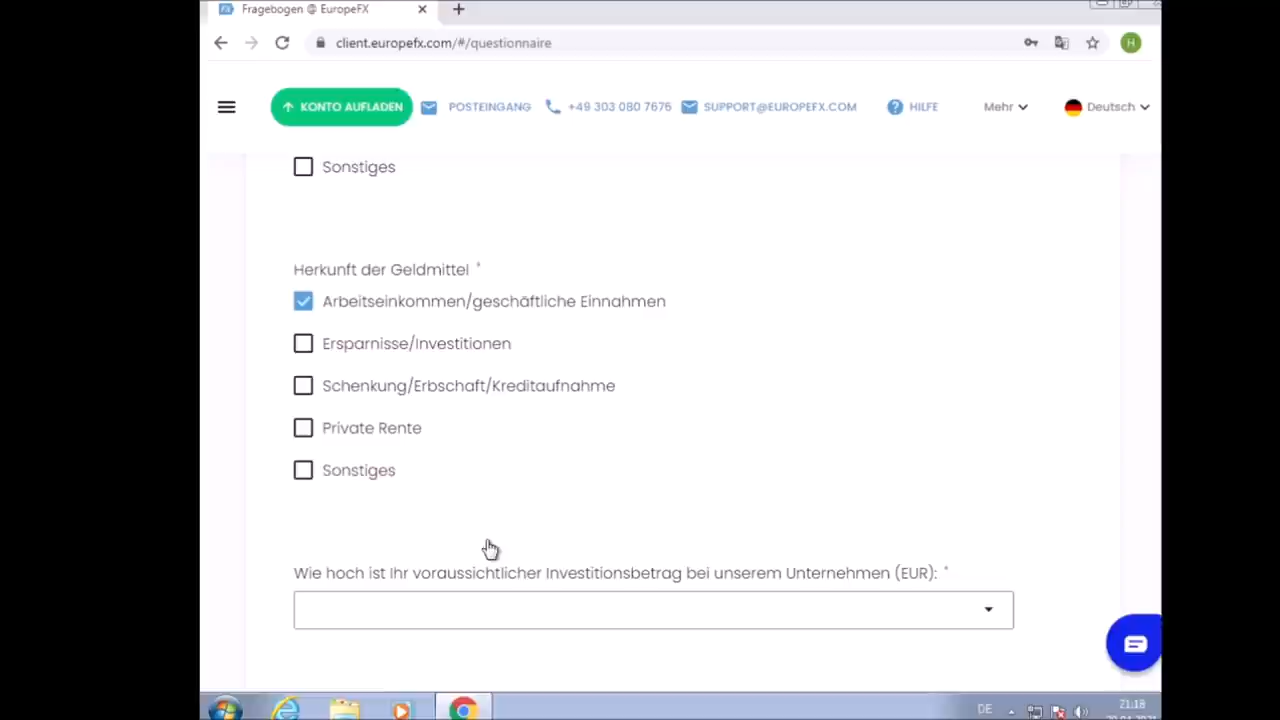 Fragebogen @ EuropeFX
client.europefx.com/#/questionnaire
H
KONTO AUFLADEN
POSTEINGANG
+49 303 080 7675
SUPPORT@EUROPEFX.COM
HILFE
Mehr
Deutsch
Sonstiges
Herkunft der Geldmittel *
Arbeitseinkommen/geschäftliche Einnahmen
Ersparnisse/Investitionen
Schenkung/Erbschaft/Kreditaufnahme
Private Rente
Sonstiges
Wie hoch ist Ihr voraussichtlicher Investitionsbetrag bei unserem Unternehmen (EUR): *
DE
21:18